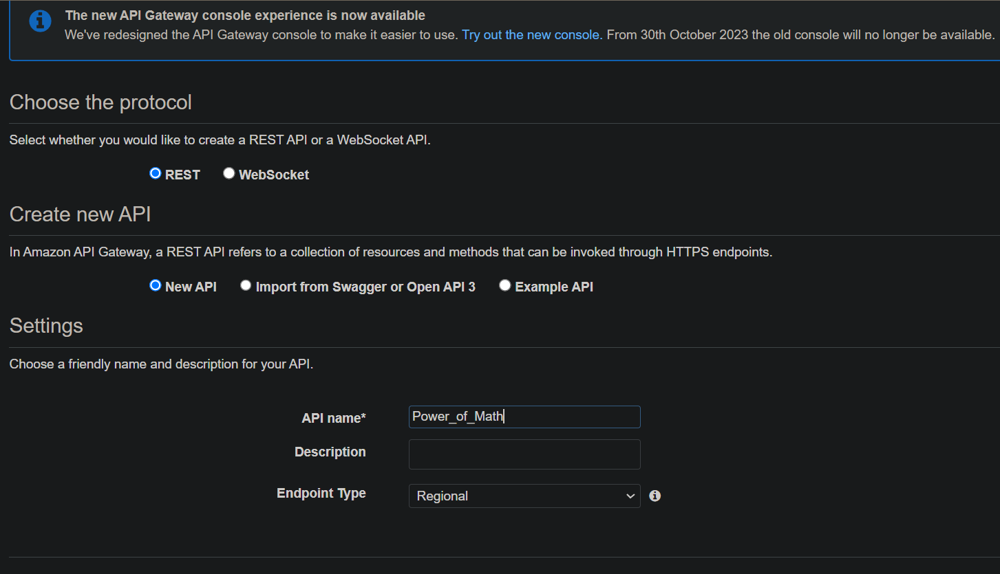 The new API Gateway console experience is now available
We've redesigned the API Gateway console to make it easier to use. Try out the new console. From 30th October 2023 the old console will no longer be available.
Choose the protocol
Select whether you would like to create a REST API or a WebSocket API.
REST WebSocket
Create new API
In Amazon API Gateway, a REST API refers to a collection of resources and methods that can be invoked through HTTPS endpoints.
New API Import from Swagger or Open API 3 Example API
Settings
Choose a friendly name and description for your API.
API name* Power_of_Math
Description
Endpoint Type Regional